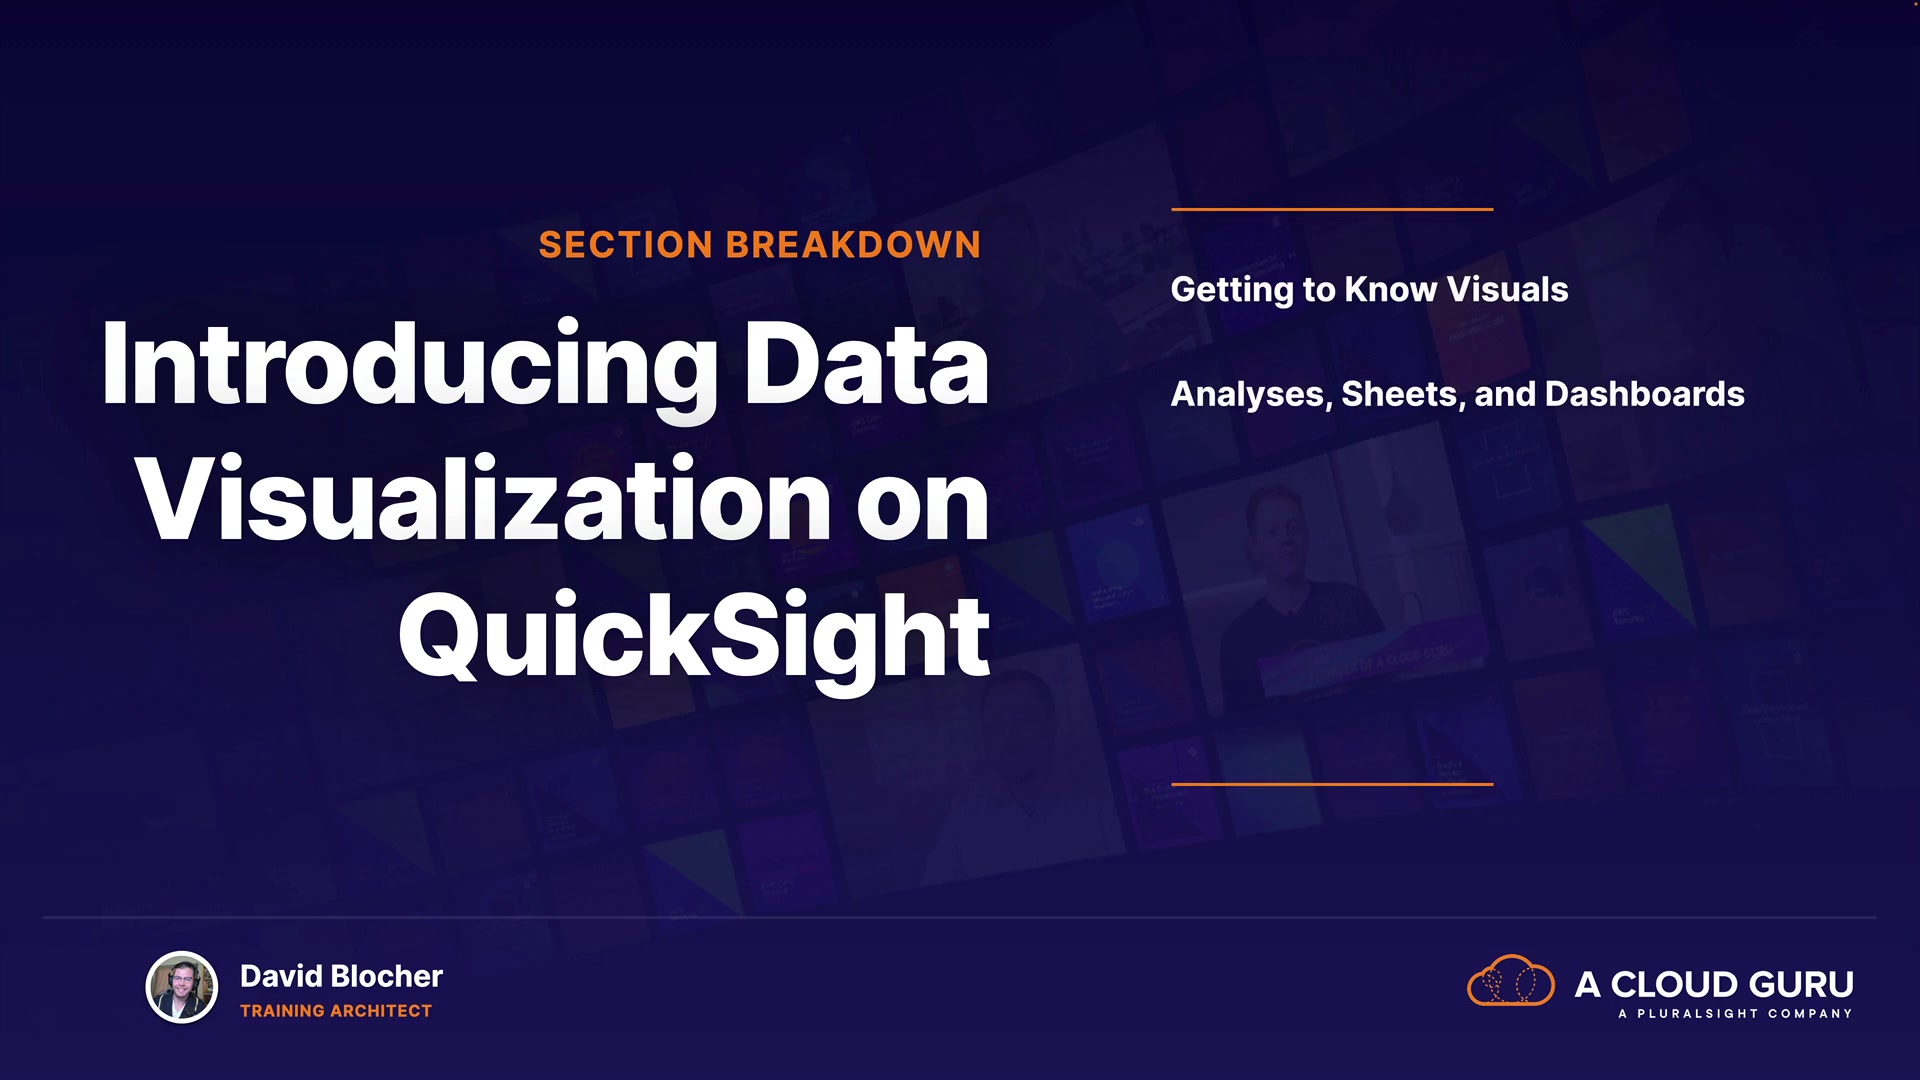 SECTION BREAKDOWN
Introducing Data
Visualization on
QuickSight
Getting to Know Visuals
Analyses, Sheets, and Dashboards
David Blocher
TRAINING ARCHITECT
A CLOUD GURU
A PLURALSIGHT COMPANY